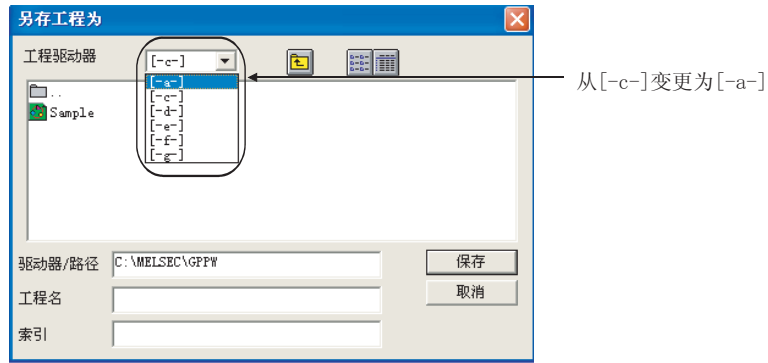 另存工程为
工程驱动器
[-c-]
[-a-]
[-c-]
[-d-]
[-e-]
[-f-]
[-g-]
..
Sample
从[-c-]变更为[-a-]
驱动器/路径
C:\MELSEC\GPPW
保存
工程名
取消
索引